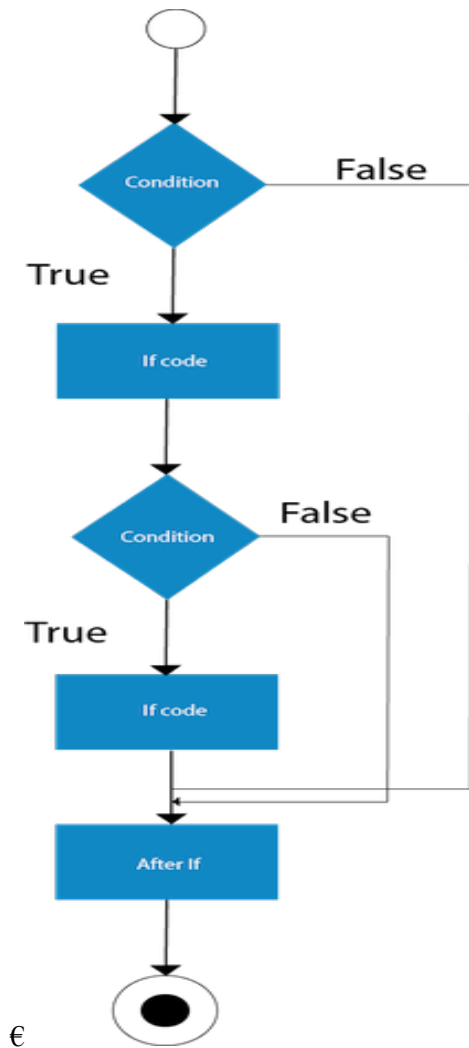 Condition
False
True
If code
Condition
False
True
If code
After If
€